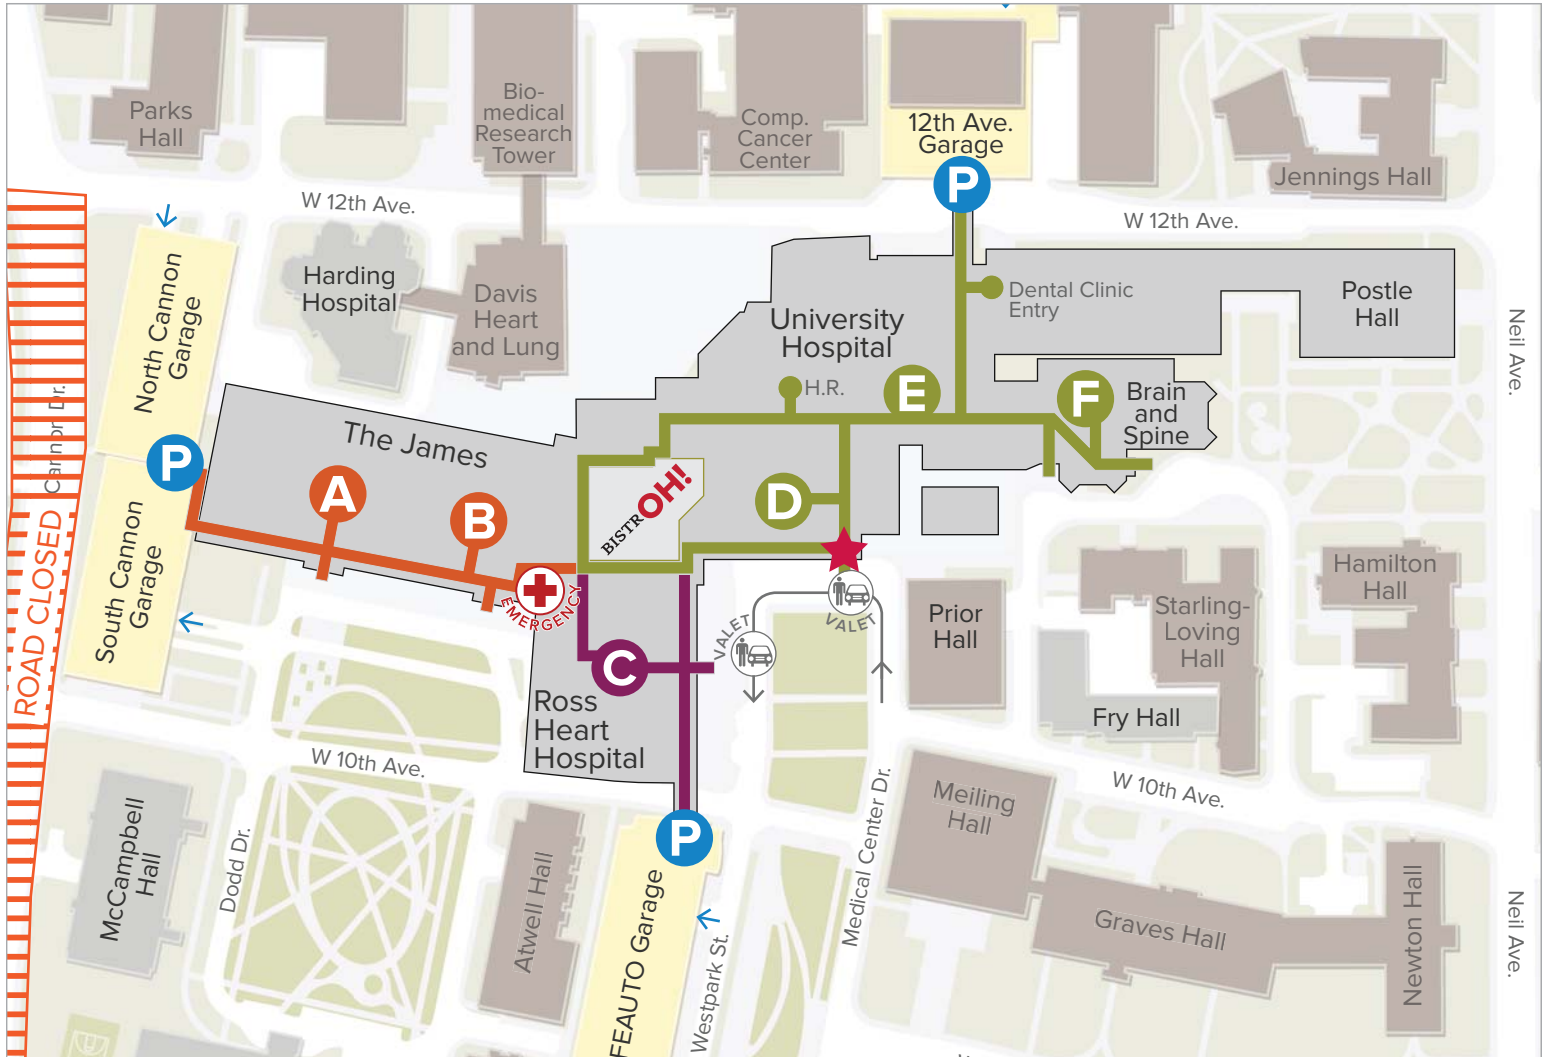 Parks
Hall
Bio-
medical
Research
Tower
Comp.
Cancer
Center
12th Ave.
Garage
P
Jennings Hall
W 12th Ave.
W 12th Ave.
North Cannon
Garage
Harding
Hospital
Davis
Heart
and Lung
University
Hospital
Dental Clinic
Entry
Postle
Hall
Neil Ave.
H.R.
E
F
Brain
and
Spine
The James
P
A
B
BISTROH!
D
Cannon Dr.
ROAD CLOSED
South Cannon
Garage
EMERGENCY
VALET
VALET
C
Ross
Heart
Hospital
Prior
Hall
Starling-
Loving
Hall
Hamilton
Hall
Fry Hall
W 10th Ave.
W 10th Ave.
P
McCampbell
Hall
Dodd Dr.
Atwell Hall
FEAUTO Garage
Westpark St.
Medical Center Dr.
Meiling
Hall
Graves Hall
Newton Hall
Neil Ave.